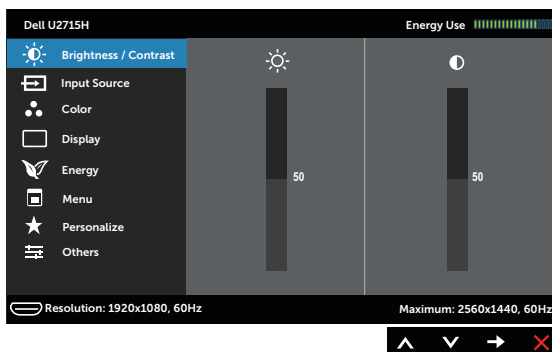 Dell U2715H
Energy Use
Brightness / Contrast
Input Source
Color
Display
Energy
Menu
Personalize
Others
50
50
Resolution: 1920x1080, 60Hz
Maximum: 2560x1440, 60Hz